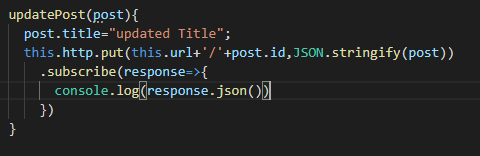 updatePost(post){
post.title="updated Title";
this.http.put(this.url+'/'+post.id,JSON.stringify(post))
.subscribe(response=>{
console.log(response.json())
})
}